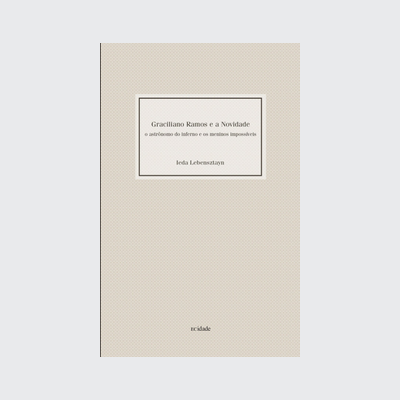 Graciliano Ramos e a Novidade
o astrônomo do inferno e os meninos impossíveis
Ieda Lebensztayn
ecidade